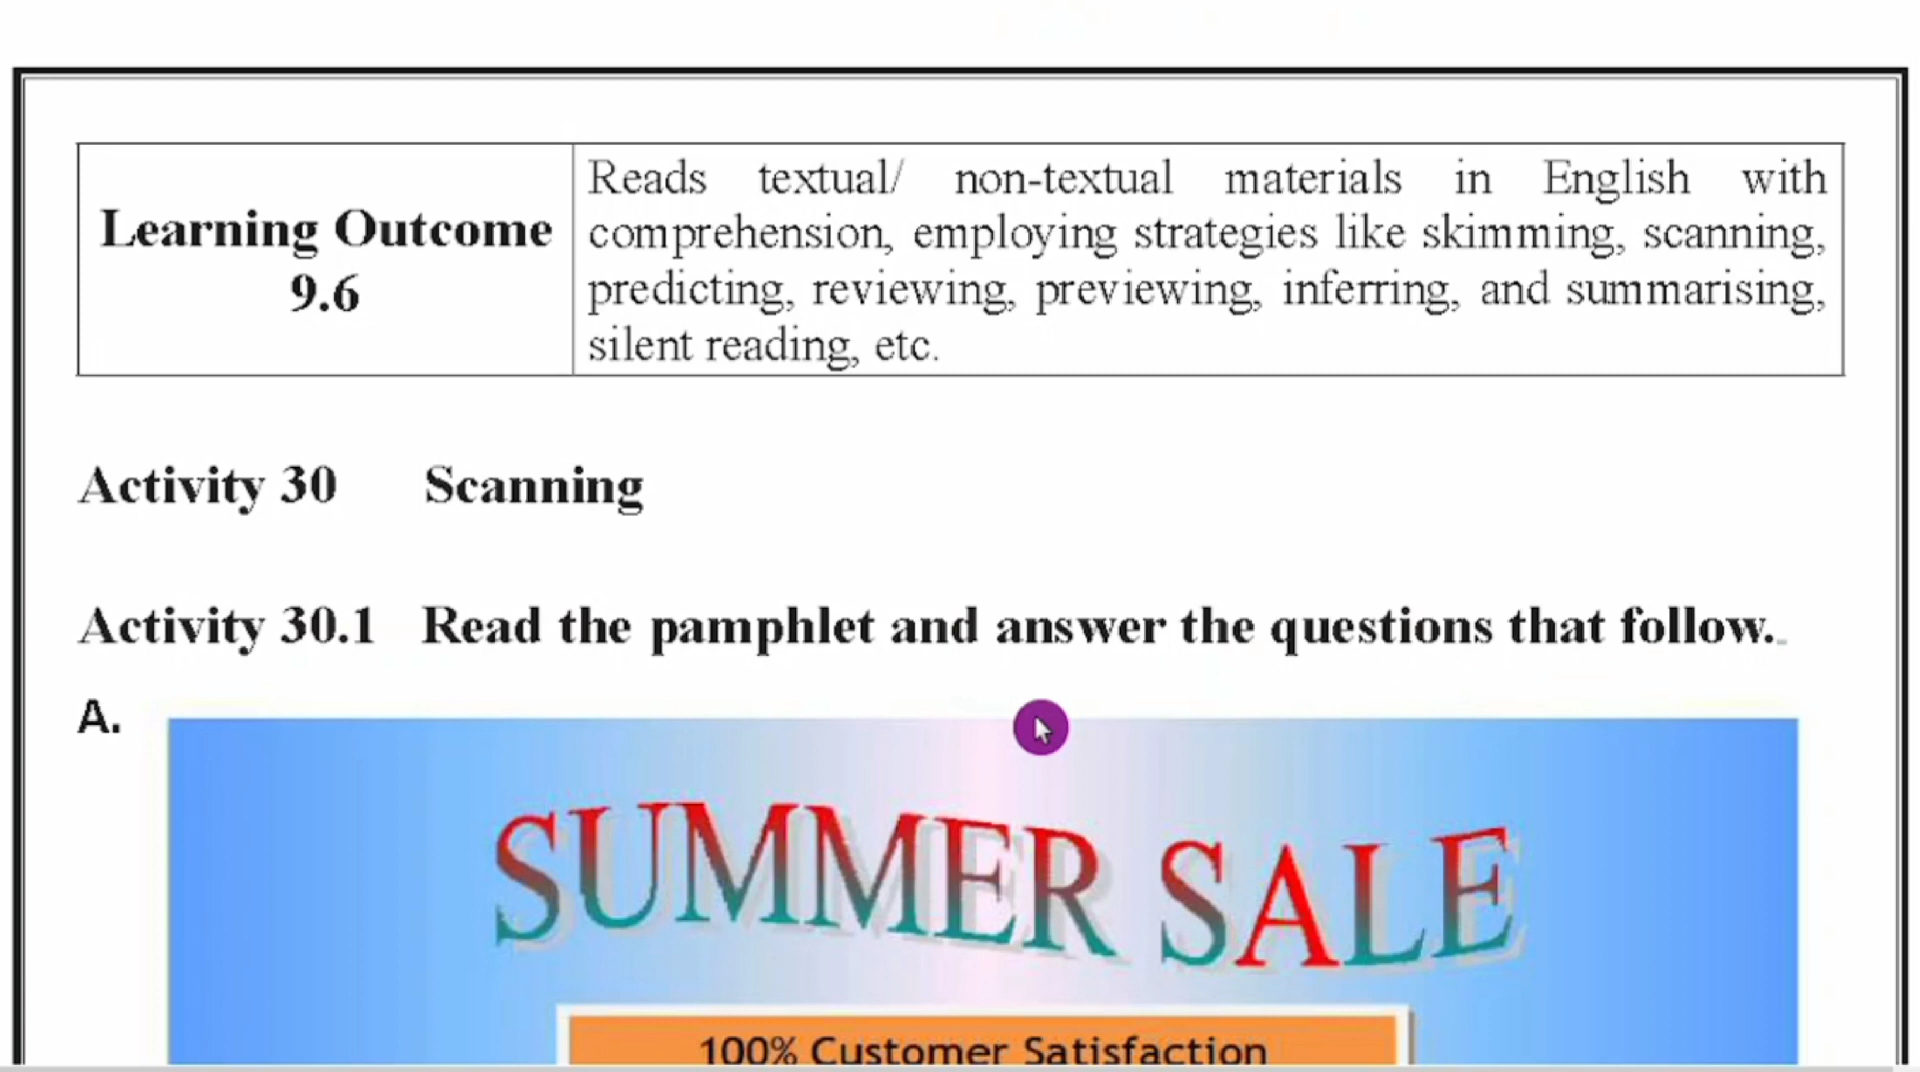 Learning Outcome
9.6
Reads textual/ non-textual materials in English with
comprehension, employing strategies like skimming, scanning,
predicting, reviewing, previewing, inferring, and summarising,
silent reading, etc.
Activity 30 Scanning
Activity 30.1 Read the pamphlet and answer the questions that follow.
A.
SUMMER SALE
100% Customer Satisfaction